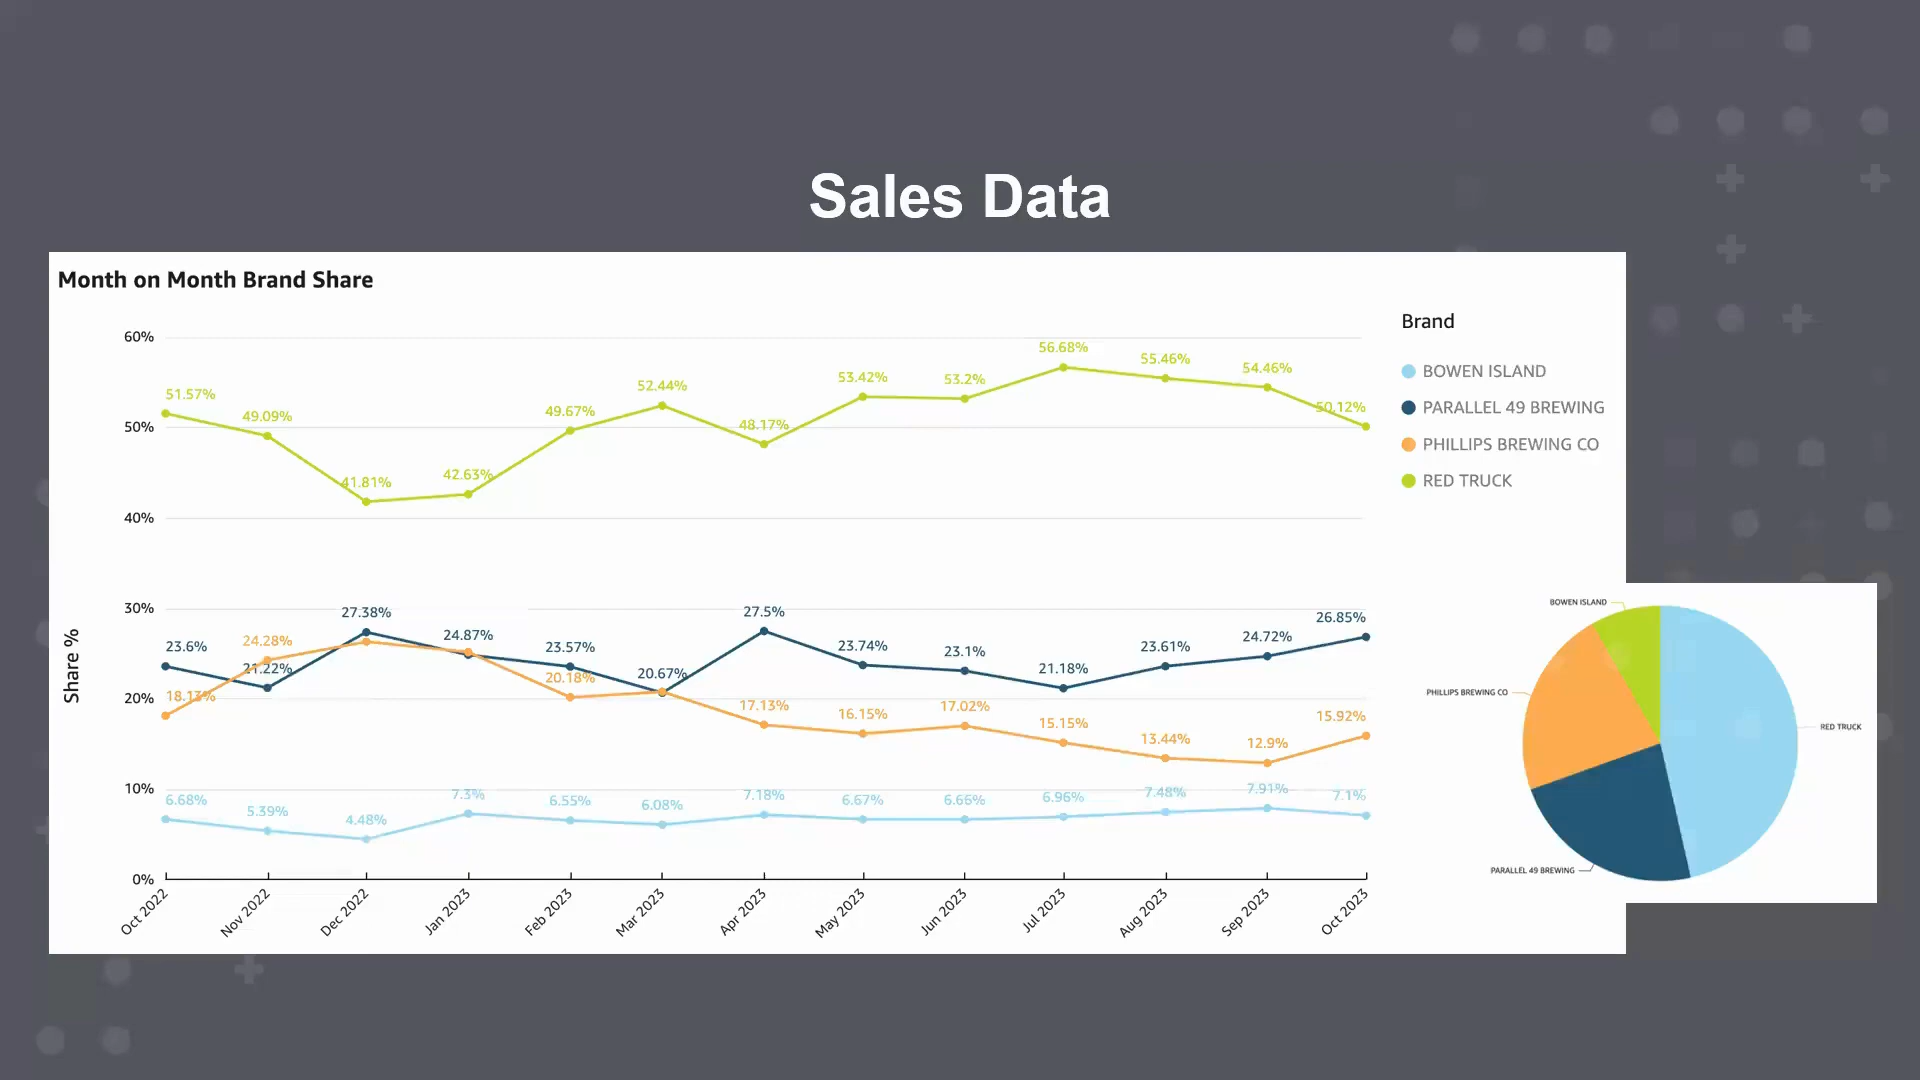 Sales Data
Month on Month Brand Share
Share %
60%
50%
40%
30%
20%
10%
0%
51.57%
49.09%
41.81%
42.63%
49.67%
52.44%
48.17%
53.42%
53.2%
56.68%
55.46%
54.46%
50.12%
23.6%
21.22%
27.38%
24.87%
23.57%
20.67%
27.5%
23.74%
23.1%
21.18%
23.61%
24.72%
26.85%
18.13%
24.28%
20.18%
17.13%
16.15%
17.02%
15.15%
13.44%
12.9%
15.92%
6.68%
5.39%
4.48%
7.3%
6.55%
6.08%
7.18%
6.67%
6.66%
6.96%
7.48%
7.91%
7.1%
Oct 2022
Nov 2022
Dec 2022
Jan 2023
Feb 2023
Mar 2023
Apr 2023
May 2023
Jun 2023
Jul 2023
Aug 2023
Sep 2023
Oct 2023
Brand
BOWEN ISLAND
PARALLEL 49 BREWING
PHILLIPS BREWING CO
RED TRUCK
BOWEN ISLAND
PHILLIPS BREWING CO
RED TRUCK
PARALLEL 49 BREWING